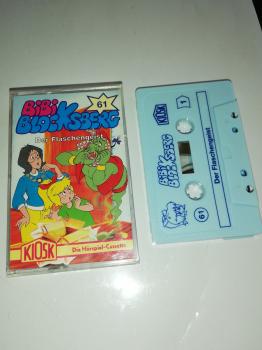 BiBi
BLOCKSBERG
61
Der Flaschengeist
KIOSK
Die Hörspiel-Cassette
KIOSK
1
BiBi
BLOCKSBERG
Der Flaschengeist
61